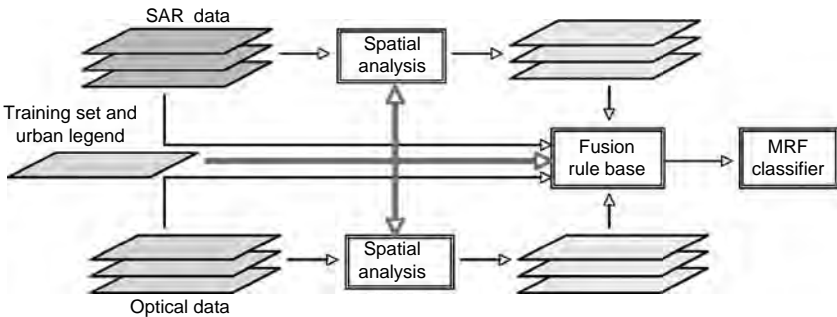 SAR data
Spatial
analysis
Training set and
urban legend
Fusion
rule base
MRF
classifier
Spatial
analysis
Optical data